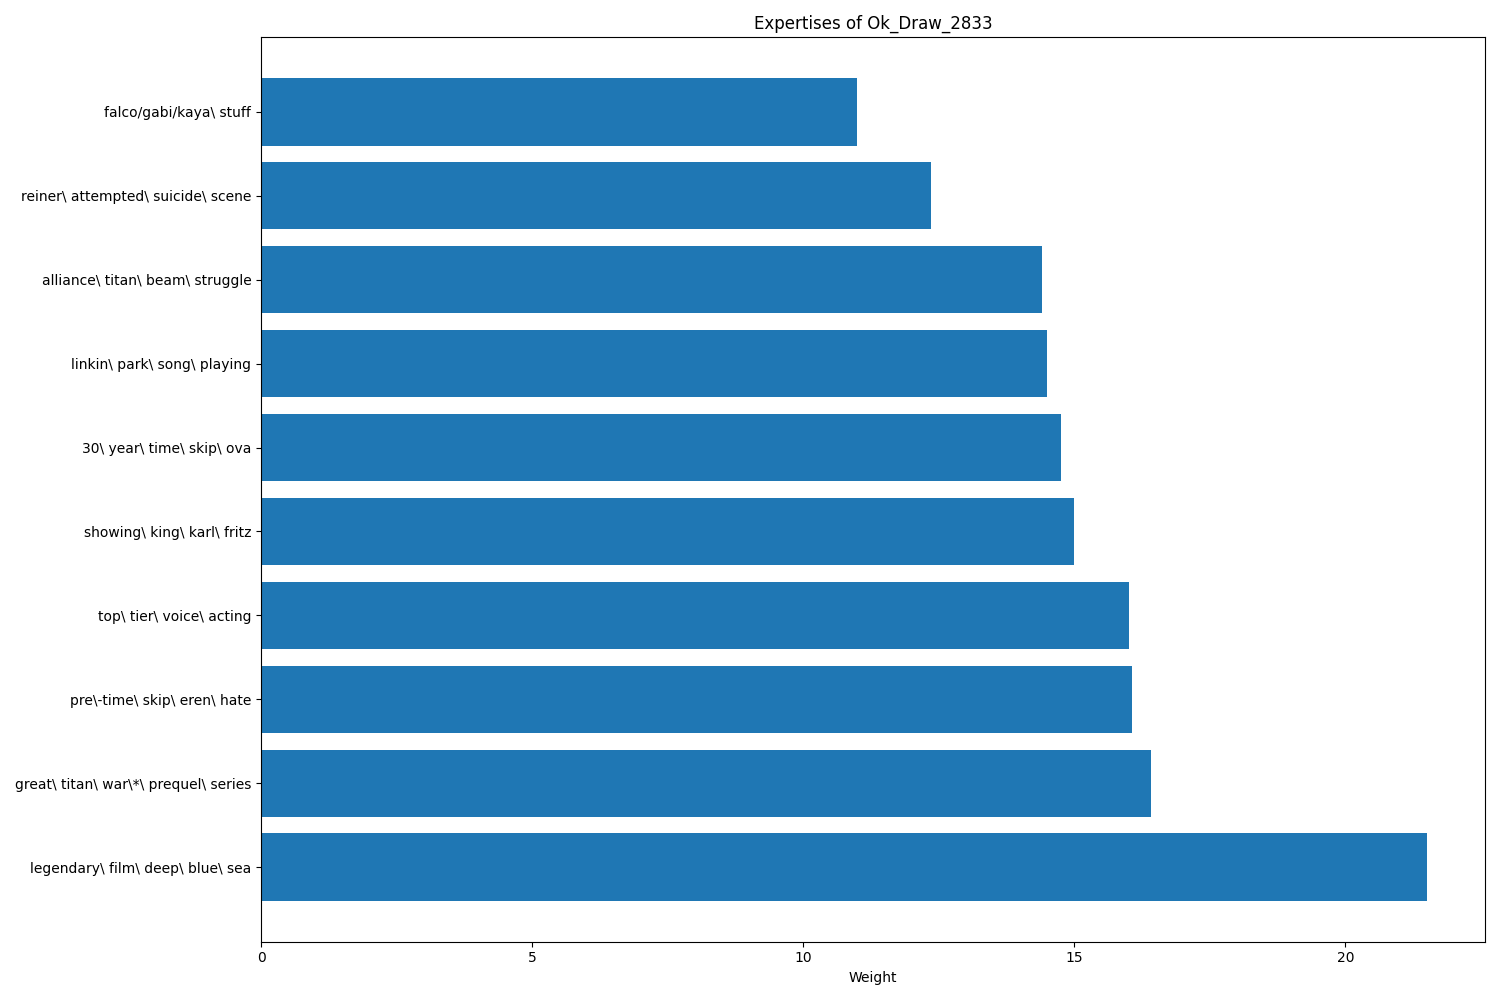 Expertises of Ok_Draw_2833
falco/gabi/kaya\ stuff
reiner\ attempted\ suicide\ scene
alliance\ titan\ beam\ struggle
linkin\ park\ song\ playing
30\ year\ time\ skip\ ova
showing\ king\ karl\ fritz
top\ tier\ voice\ acting
pre\-time\ skip\ eren\ hate
great\ titan\ war\*\ prequel\ series
legendary\ film\ deep\ blue\ sea
0 5 10 15 20
Weight